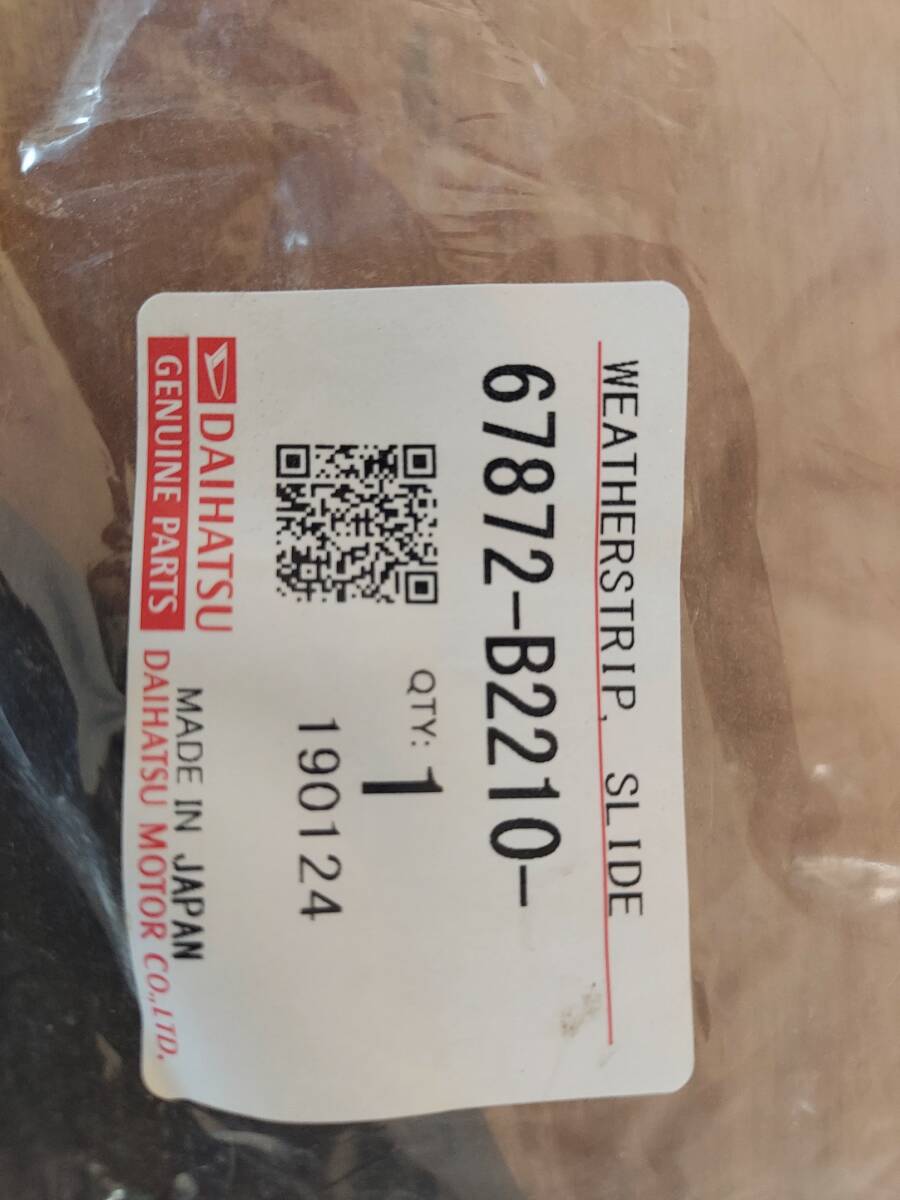 WEATHERSTRIP, SLIDE
67872-B2210-
QTY: 1
190124
DAIHATSU
GENUINE PARTS
MADE IN JAPAN
DAIHATSU MOTOR CO.,LTD.